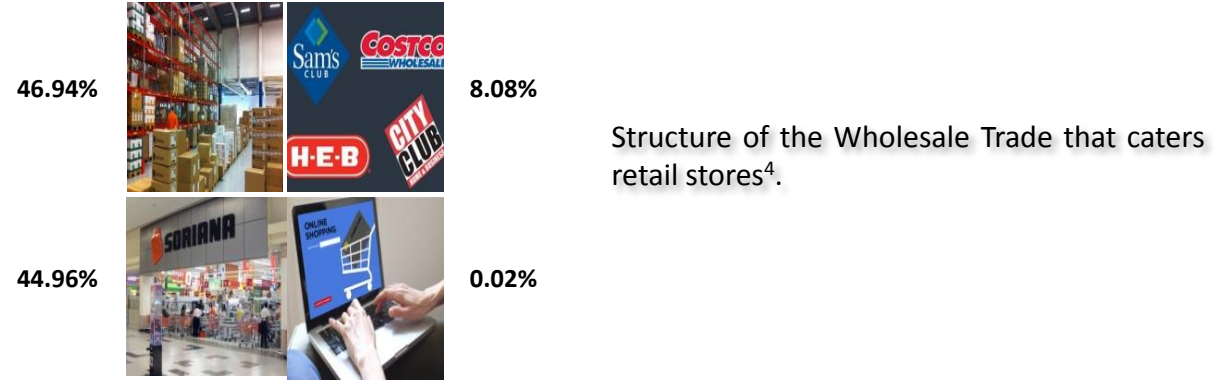 46.94%
Sam's
CLUB
COSTCO
WHOLESALE
8.08%
H-E-B
CITY
CLUB
Structure of the Wholesale Trade that caters
retail stores⁴.
44.96%
SORIANA
ONLINE
SHOPPING
0.02%